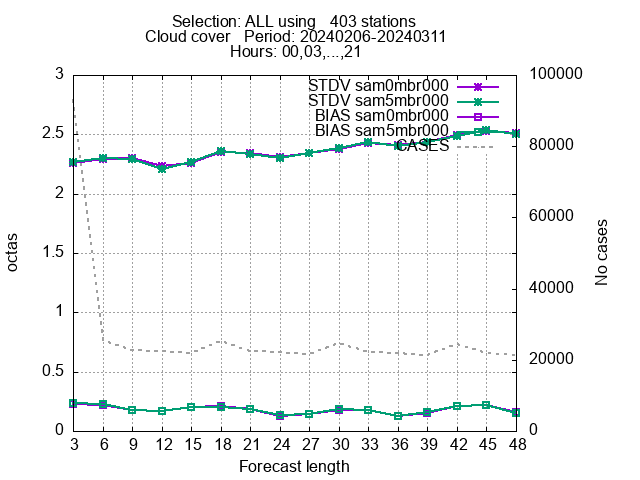 Selection: ALL using   403 stations
Cloud cover   Period: 20240206-20240311
Hours: 00,03,...,21
STDV sam0mbr000
STDV sam5mbr000
BIAS sam0mbr000
BIAS sam5mbr000
CASES
3
2.5
2
1.5
1
0.5
0
octas
100000
80000
60000
40000
20000
0
No cases
3 6 9 12 15 18 21 24 27 30 33 36 39 42 45 48
Forecast length